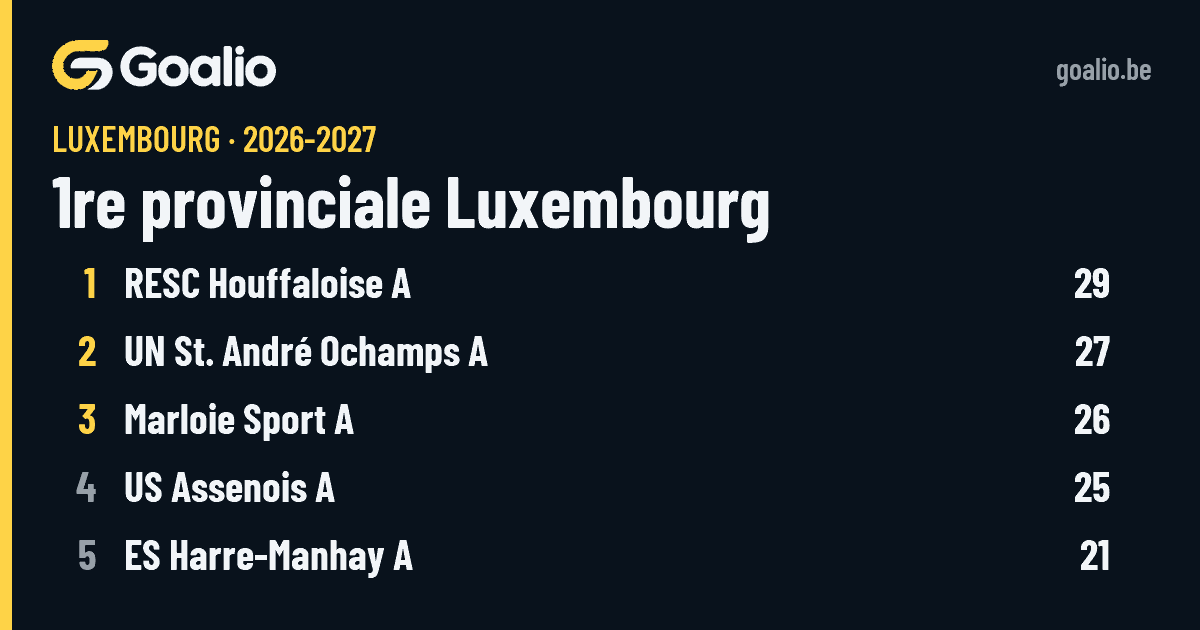 Goalio
goalio.be
LUXEMBOURG · 2026-2027
1re provinciale Luxembourg
1 RESC Houffaloise A 29
2 UN St. André Ochamps A 27
3 Marloie Sport A 26
4 US Assenois A 25
5 ES Harre-Manhay A 21